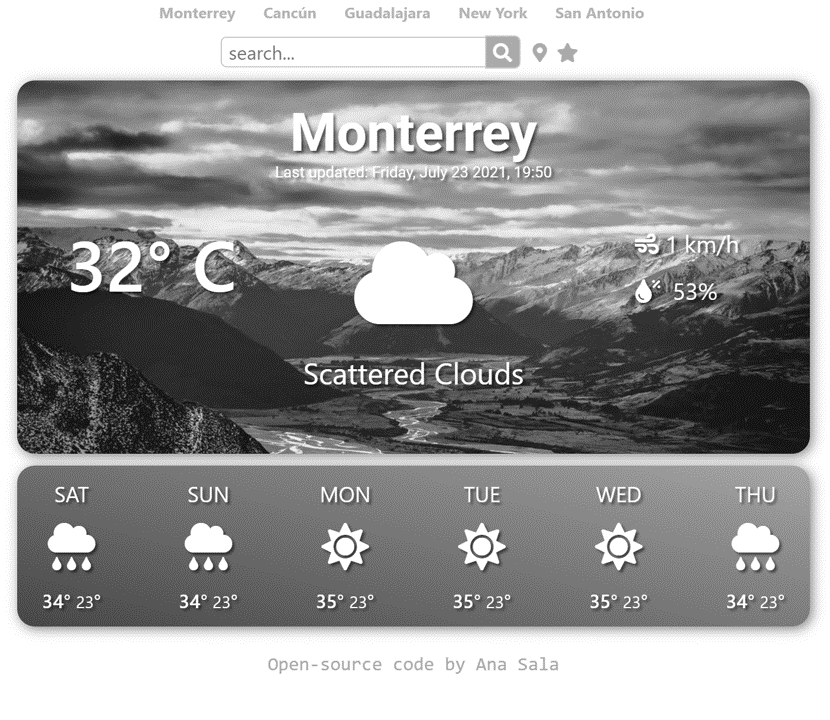 Monterrey Cancún Guadalajara New York San Antonio
search...
Monterrey
Last updated: Friday, July 23 2021, 19:50
32° C
1 km/h
53%
Scattered Clouds
SAT SUN MON TUE WED THU
34° 23° 34° 23° 35° 23° 35° 23° 35° 23° 34° 23°
Open-source code by Ana Sala